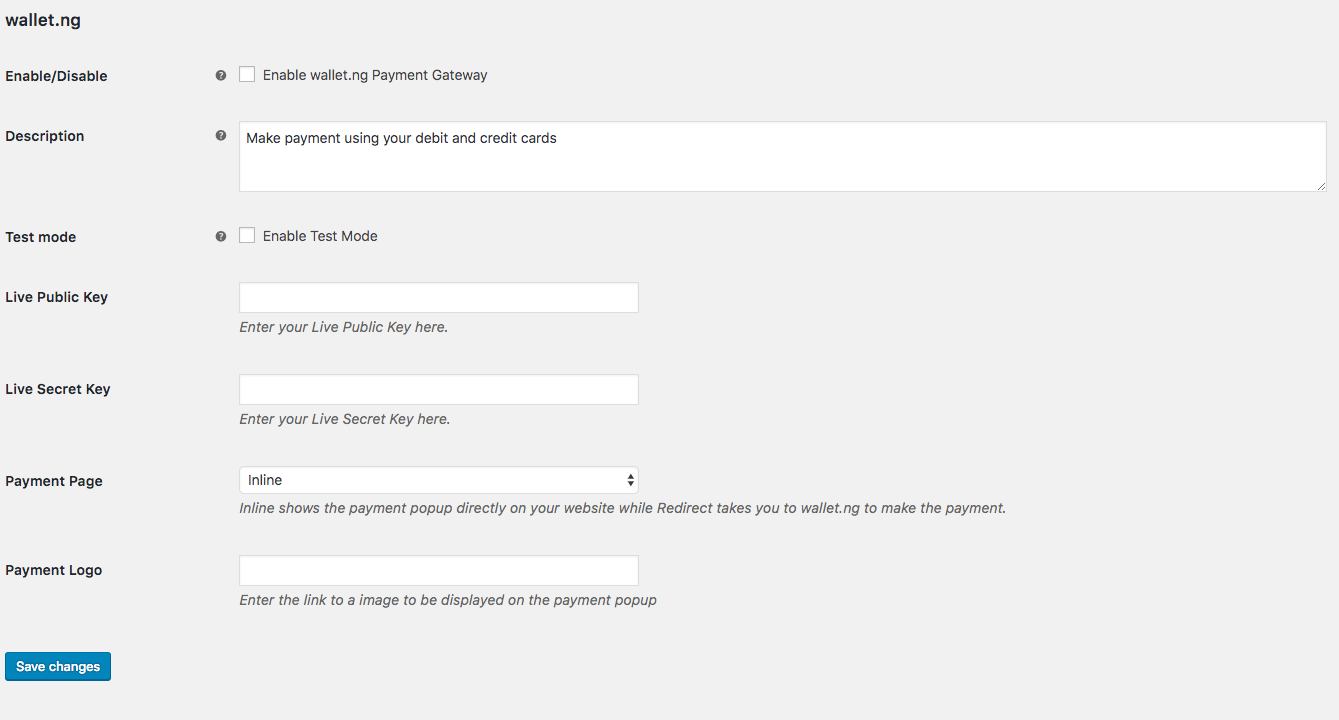 wallet.ng
Enable/Disable
Enable wallet.ng Payment Gateway
Description
Make payment using your debit and credit cards
Test mode
Enable Test Mode
Live Public Key
Enter your Live Public Key here.
Live Secret Key
Enter your Live Secret Key here.
Payment Page
Inline
Inline shows the payment popup directly on your website while Redirect takes you to wallet.ng to make the payment.
Payment Logo
Enter the link to a image to be displayed on the payment popup
Save changes